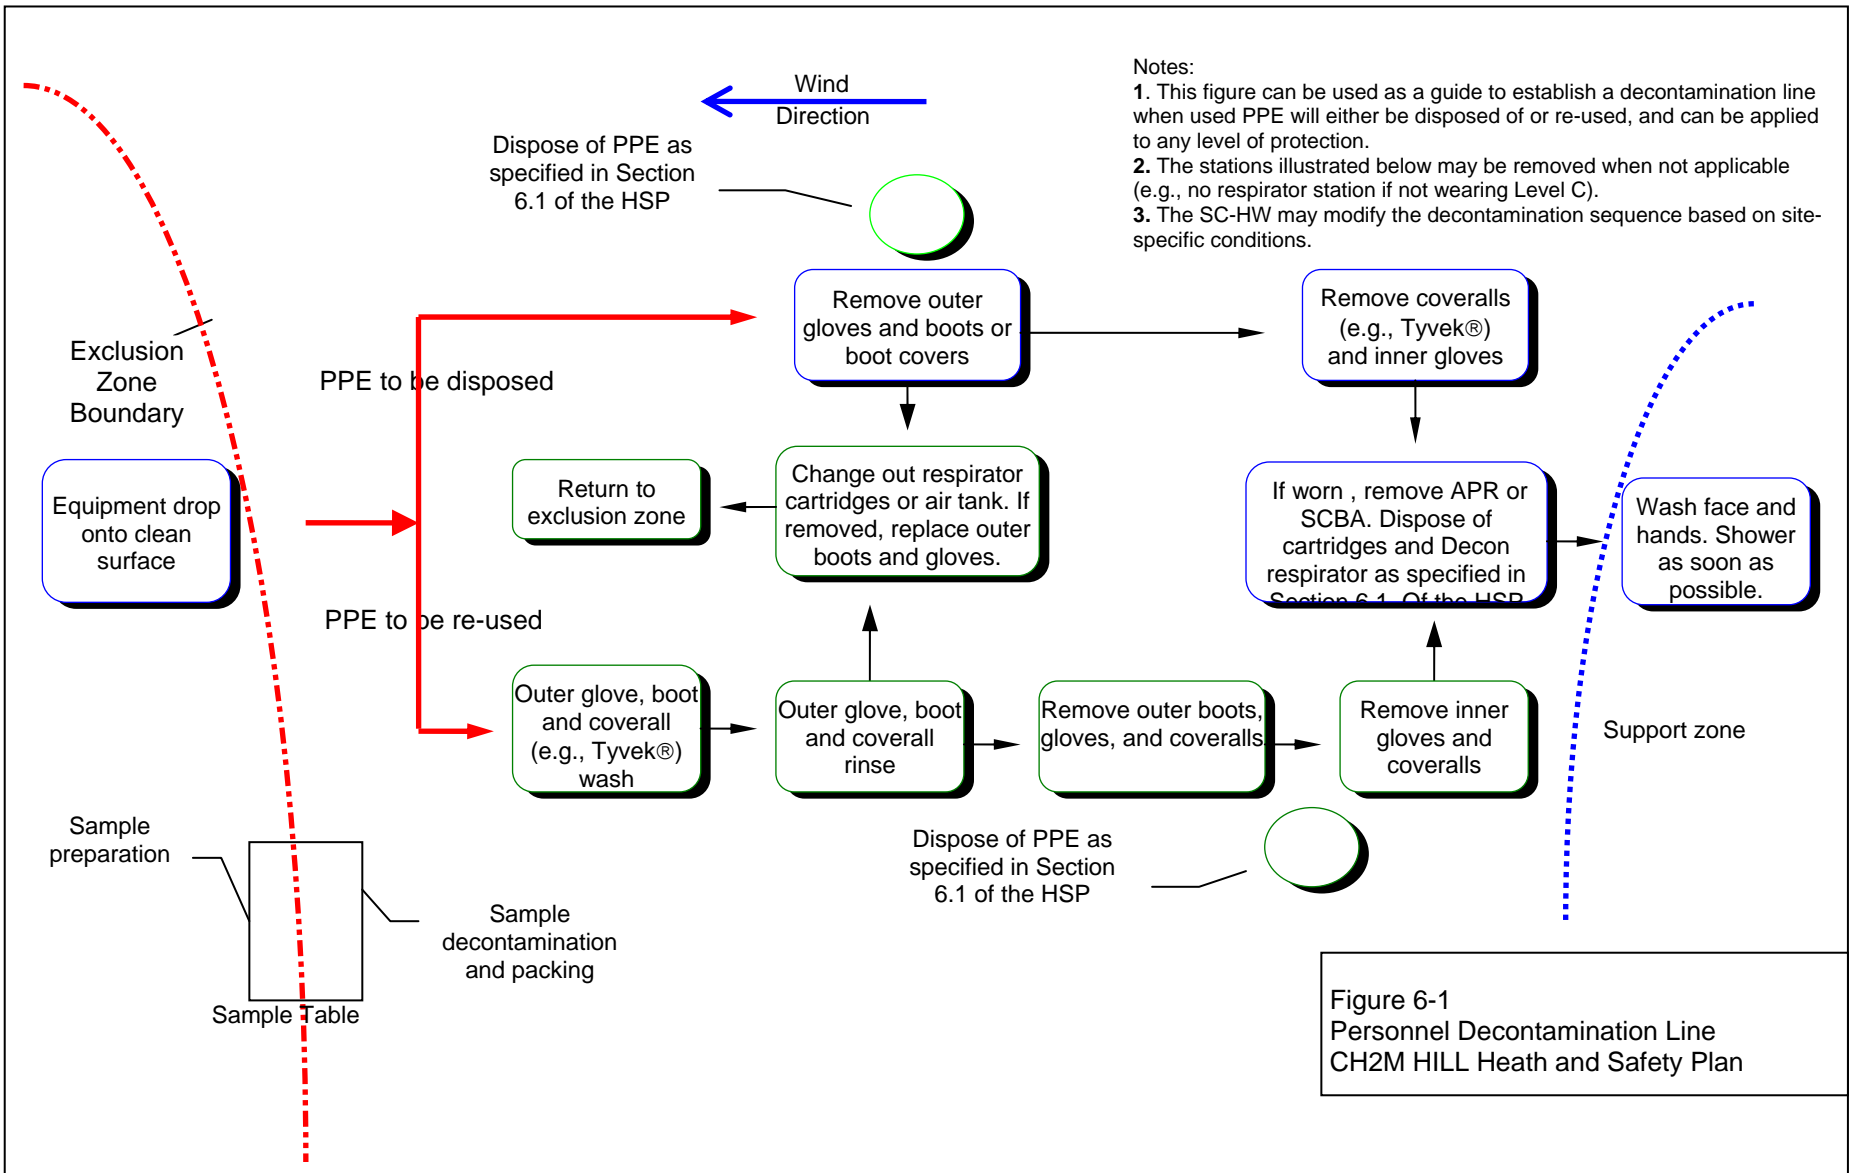 Notes:
1. This figure can be used as a guide to establish a decontamination line
when used PPE will either be disposed of or re-used, and can be applied
to any level of protection.
2. The stations illustrated below may be removed when not applicable
(e.g., no respirator station if not wearing Level C).
3. The SC-HW may modify the decontamination sequence based on site-
specific conditions.
Wind
Direction
Dispose of PPE as
specified in Section
6.1 of the HSP
Exclusion
Zone
Boundary
Remove outer
gloves and boots or
boot covers
Remove coveralls
(e.g., Tyvek®)
and inner gloves
PPE to be disposed
Equipment drop
onto clean
surface
Return to
exclusion zone
Change out respirator
cartridges or air tank. If
removed, replace outer
boots and gloves.
If worn , remove APR or
SCBA. Dispose of
cartridges and Decon
respirator as specified in
Section 6.1. Of the HSP
Wash face and
hands. Shower
as soon as
possible.
PPE to be re-used
Outer glove, boot
and coverall
(e.g., Tyvek®)
wash
Outer glove, boot
and coverall
rinse
Remove outer boots,
gloves, and coveralls.
Remove inner
gloves and
coveralls
Support zone
Sample
preparation
Dispose of PPE as
specified in Section
6.1 of the HSP
Sample
decontamination
and packing
Sample Table
Figure 6-1
Personnel Decontamination Line
CH2M HILL Heath and Safety Plan